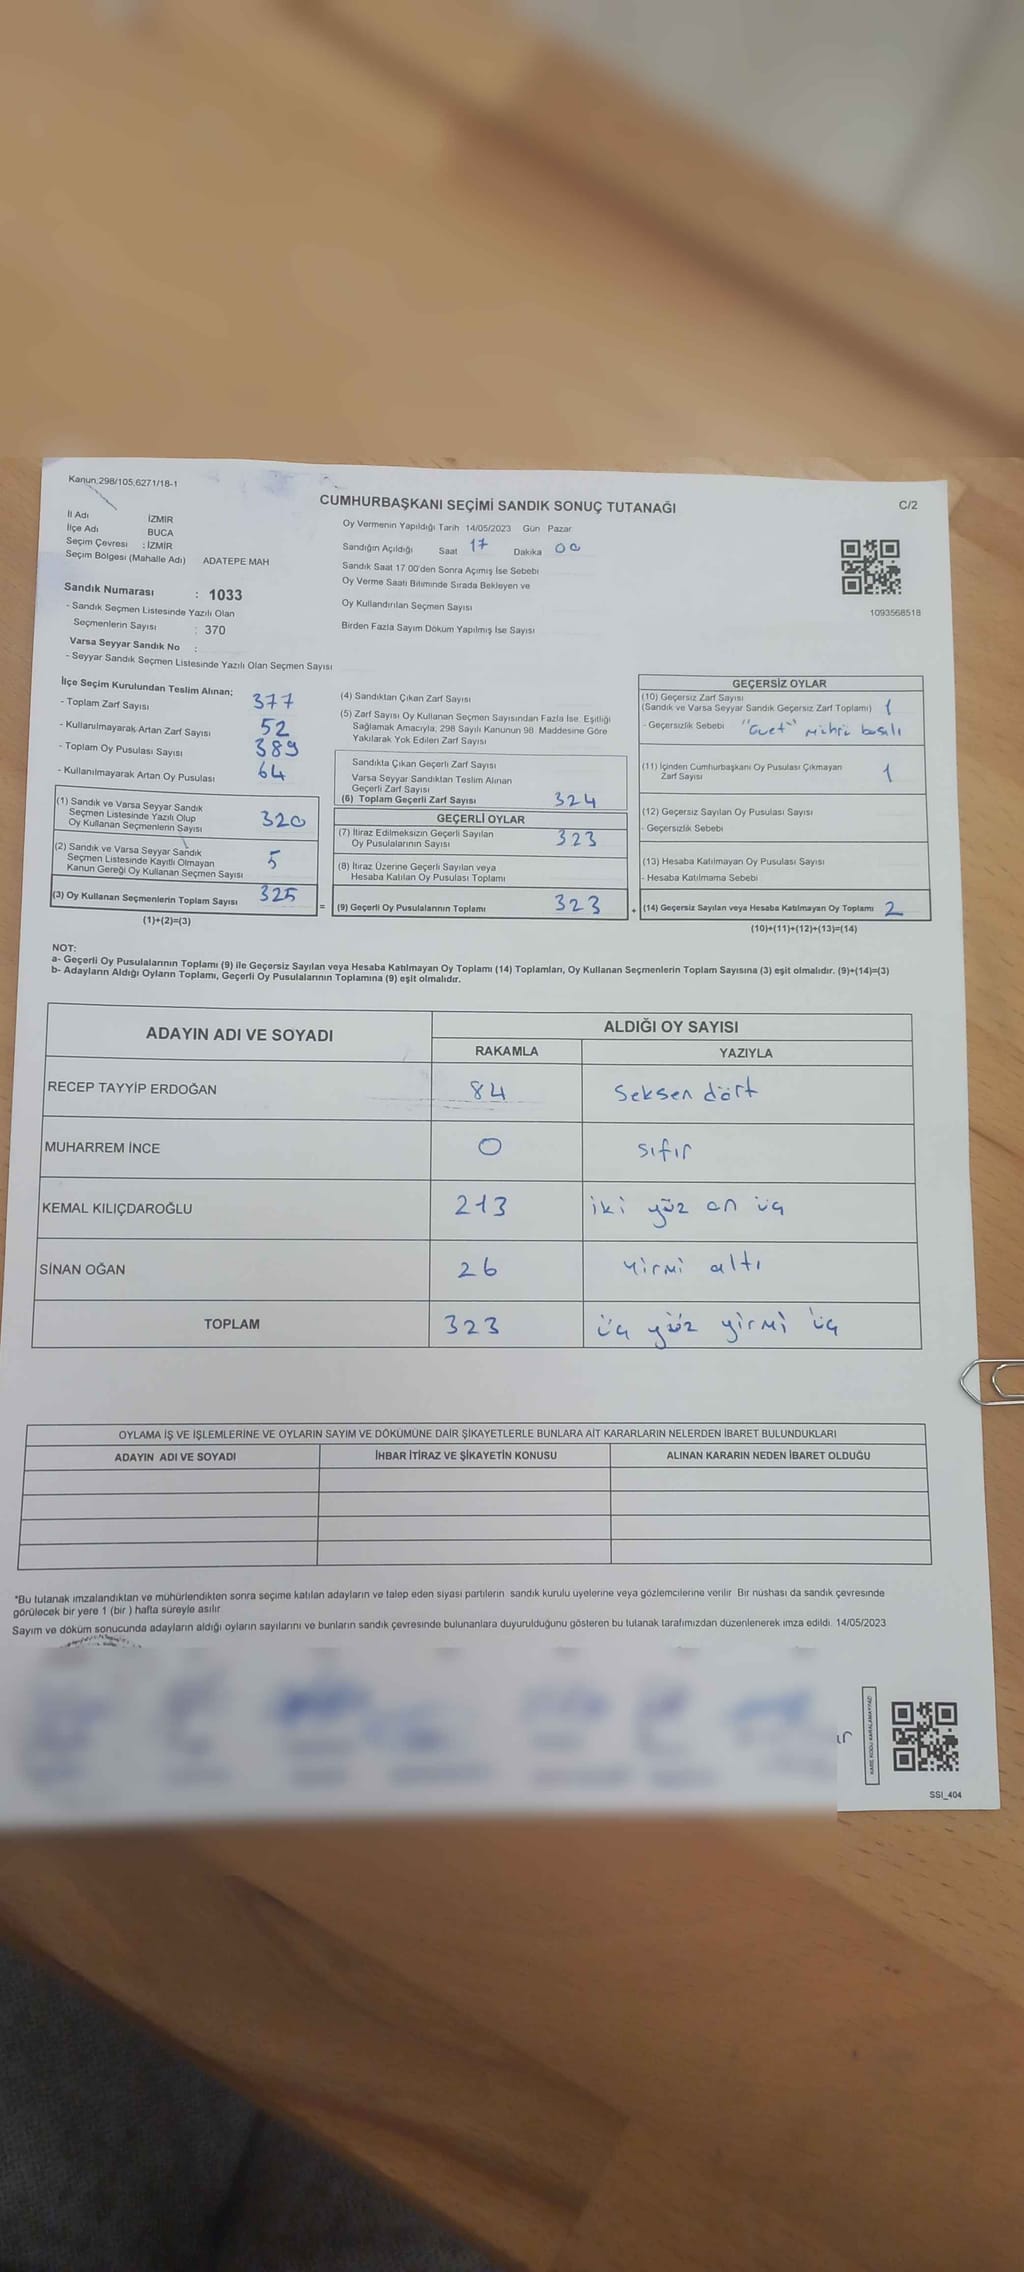 Kanun:298/105,6271/18-1
CUMHURBAŞKANI SEÇİMİ SANDIK SONUÇ TUTANAĞI
C/2
İl Adı İZMİR
İlçe Adı BUCA
Seçim Çevresi : İZMİR
Seçim Bölgesi (Mahalle Adı) ADATEPE MAH
Sandık Numarası : 1033
- Sandık Seçmen Listesinde Yazılı Olan
Seçmenlerin Sayısı : 370
Varsa Seyyar Sandık No :
- Seyyar Sandık Seçmen Listesinde Yazılı Olan Seçmen Sayısı
Oy Vermenin Yapıldığı Tarih 14/05/2023 Gün Pazar
Sandığın Açıldığı Saat 17 Dakika 00
Sandık Saat 17 00'den Sonra Açımış İse Sebebi
Oy Verme Saati Bitiminde Sırada Bekleyen ve
Oy Kullandırılan Seçmen Sayısı
Birden Fazla Sayım Döküm Yapılmış İse Sayısı
1093568518
İlçe Seçim Kurulundan Teslim Alınan;
- Toplam Zarf Sayısı 377
- Kullanılmayarak Artan Zarf Sayısı 52
- Toplam Oy Pusulası Sayısı 389
- Kullanılmayarak Artan Oy Pusulası 64
(1) Sandık ve Varsa Seyyar Sandık
Seçmen Listesinde Yazılı Olup
Oy Kullanan Seçmenlerin Sayısı 320
(2) Sandık ve Varsa Seyyar Sandık
Seçmen Listesinde Kayıtlı Olmayan
Kanun Gereği Oy Kullanan Seçmen Sayısı 5
(3) Oy Kullanan Seçmenlerin Toplam Sayısı 325
(1)+(2)=(3)
(4) Sandıktan Çıkan Zarf Sayısı
(5) Zarf Sayısı Oy Kullanan Seçmen Sayısından Fazla İse. Eşitliği
Sağlamak Amacıyla; 298 Sayılı Kanunun 98. Maddesine Göre
Yakılarak Yok Edilen Zarf Sayısı
Sandıkta Çıkan Geçerli Zarf Sayısı
Varsa Seyyar Sandıktan Teslim Alınan
Geçerli Zarf Sayısı
(6) Toplam Geçerli Zarf Sayısı 324
GEÇERLİ OYLAR
(7) İtiraz Edilmeksizin Geçerli Sayılan
Oy Pusulalarının Sayısı 323
(8) İtiraz Üzerine Geçerli Sayılan veya
Hesaba Katılan Oy Pusulası Toplamı
= (9) Geçerli Oy Pusulalarının Toplamı 323
GEÇERSİZ OYLAR
(10) Geçersiz Zarf Sayısı
(Sandık ve Varsa Seyyar Sandık Geçersiz Zarf Toplamı) 1
- Geçersizlik Sebebi "Evet" mührü basılı
(11) İçinden Cumhurbaşkanı Oy Pusulası Çıkmayan
Zarf Sayısı 1
(12) Geçersiz Sayılan Oy Pusulası Sayısı
- Geçersizlik Sebebi
(13) Hesaba Katılmayan Oy Pusulası Sayısı
- Hesaba Katılmama Sebebi
+ (14) Geçersiz Sayılan veya Hesaba Katılmayan Oy Toplamı 2
(10)+(11)+(12)+(13)=(14)
NOT:
a- Geçerli Oy Pusulalarının Toplamı (9) ile Geçersiz Sayılan veya Hesaba Katılmayan Oy Toplamı (14) Toplamları, Oy Kullanan Seçmenlerin Toplam Sayısına (3) eşit olmalıdır. (9)+(14)=(3)
b- Adayların Aldığı Oyların Toplamı, Geçerli Oy Pusulalarının Toplamına (9) eşit olmalıdır.
ADAYIN ADI VE SOYADI ALDIĞI OY SAYISI
RAKAMLA YAZIYLA
RECEP TAYYİP ERDOĞAN 84 Seksen dört
MUHARREM İNCE 0 sıfır
KEMAL KILIÇDAROĞLU 213 iki yüz on üç
SİNAN OĞAN 26 yirmi altı
TOPLAM 323 üç yüz yirmi üç
OYLAMA İŞ VE İŞLEMLERİNE VE OYLARIN SAYIM VE DÖKÜMÜNE DAİR ŞİKAYETLERLE BUNLARA AİT KARARLARIN NELERDEN İBARET BULUNDUKLARI
ADAYIN ADI VE SOYADI İHBAR İTİRAZ VE ŞİKAYETİN KONUSU ALINAN KARARIN NEDEN İBARET OLDUĞU
*Bu tutanak imzalandıktan ve mühürlendikten sonra seçime katılan adayların ve talep eden siyasi partilerin sandık kurulu üyelerine veya gözlemcilerine verilir Bir nüshası da sandık çevresinde
görülecek bir yere 1 (bir ) hafta süreyle asılır
Sayım ve döküm sonucunda adayların aldığı oyların sayılarını ve bunların sandık çevresinde bulunanlara duyurulduğunu gösteren bu tutanak tarafımızdan düzenlenerek imza edildi. 14/05/2023
KARE KODU KARALAMAYINIZ!
SSI_404